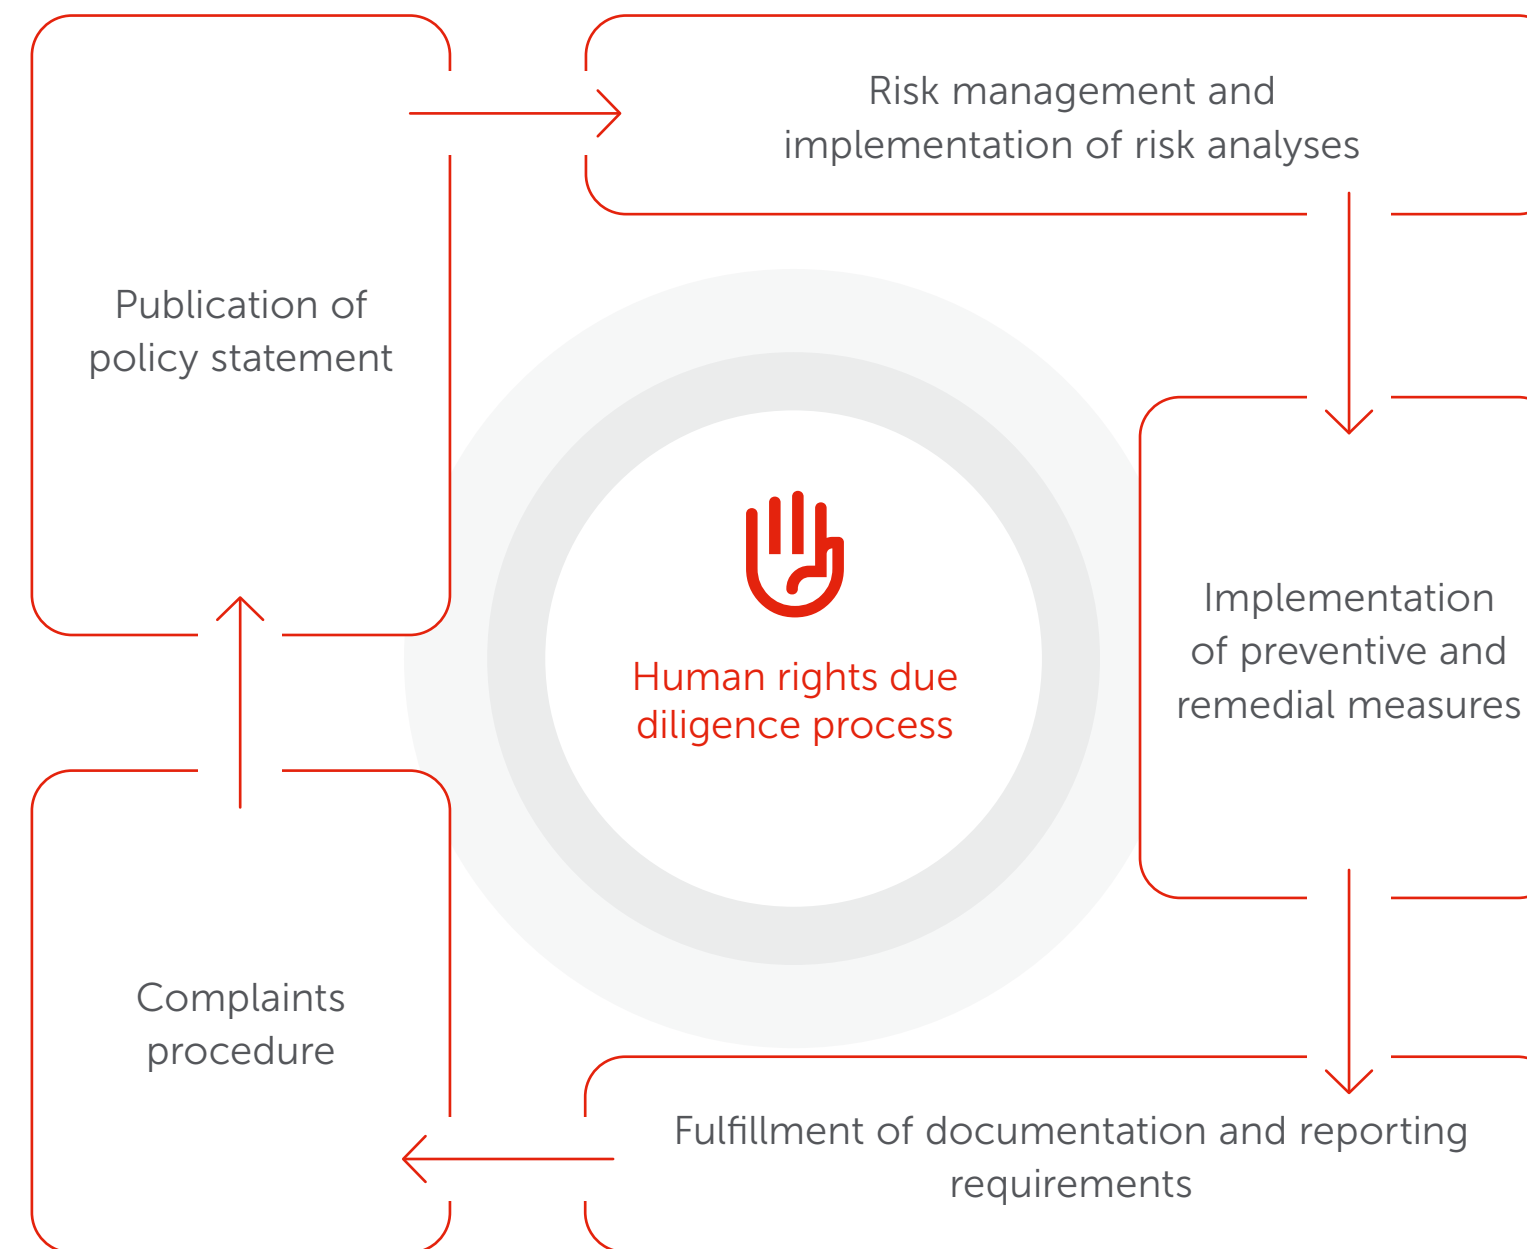 Risk management and
implementation of risk analyses
Publication of
policy statement
Implementation
of preventive and
remedial measures
Human rights due
diligence process
Complaints
procedure
Fulfillment of documentation and reporting
requirements